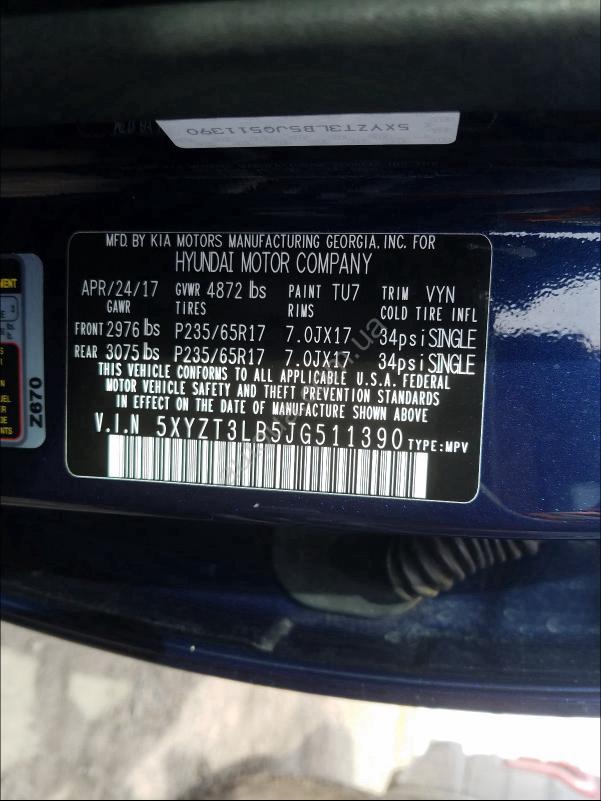 5XYZT3LB5JG511390
MFD. BY KIA MOTORS MANUFACTURING GEORGIA, INC. FOR
HYUNDAI MOTOR COMPANY
APR/24/17 GVWR 4872 lbs PAINT TU7 TRIM VYN
GAWR TIRES RIMS COLD TIRE INFL
FRONT 2976 lbs P235/65R17 7.0JX17 34psi SINGLE
REAR 3075 lbs P235/65R17 7.0JX17 34psi SINGLE
THIS VEHICLE CONFORMS TO ALL APPLICABLE U.S.A. FEDERAL
MOTOR VEHICLE SAFETY AND THEFT PREVENTION STANDARDS
IN EFFECT ON THE DATE OF MANUFACTURE SHOWN ABOVE.
V.I.N 5XYZT3LB5JG511390 TYPE: MPV
Z670